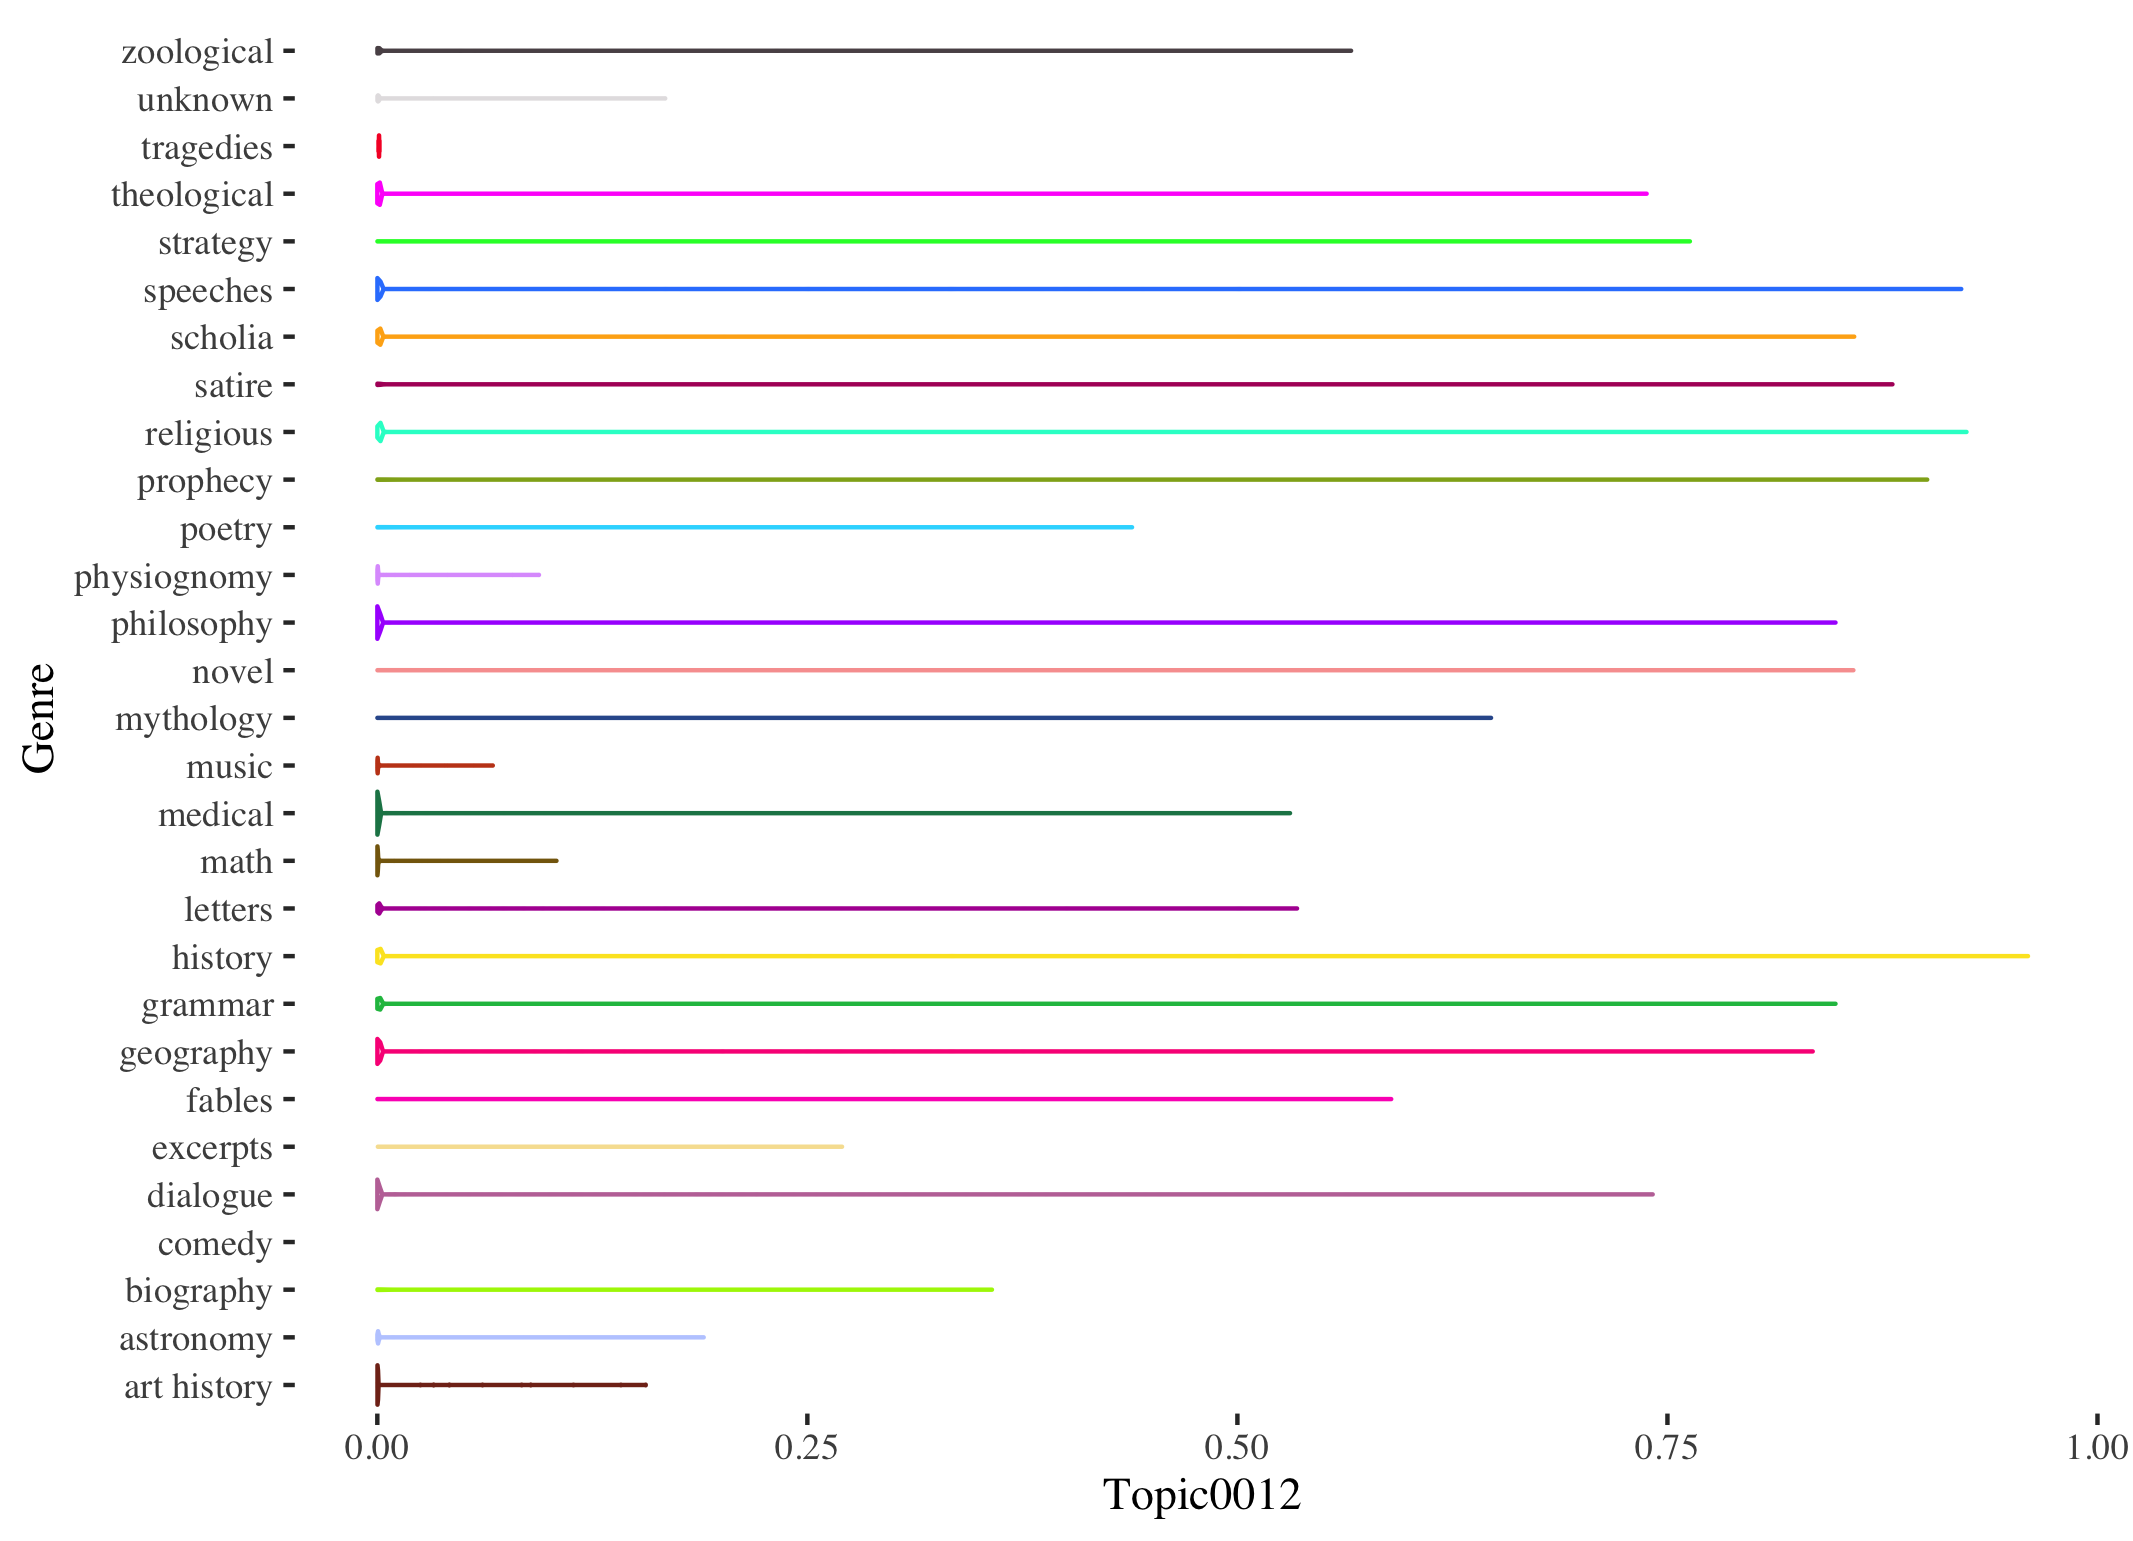 zoological
unknown
tragedies
theological
strategy
speeches
scholia
satire
religious
prophecy
poetry
physiognomy
philosophy
novel
mythology
music
medical
math
letters
history
grammar
geography
fables
excerpts
dialogue
comedy
biography
astronomy
art history
Genre
0.00 0.25 0.50 0.75 1.00
Topic0012